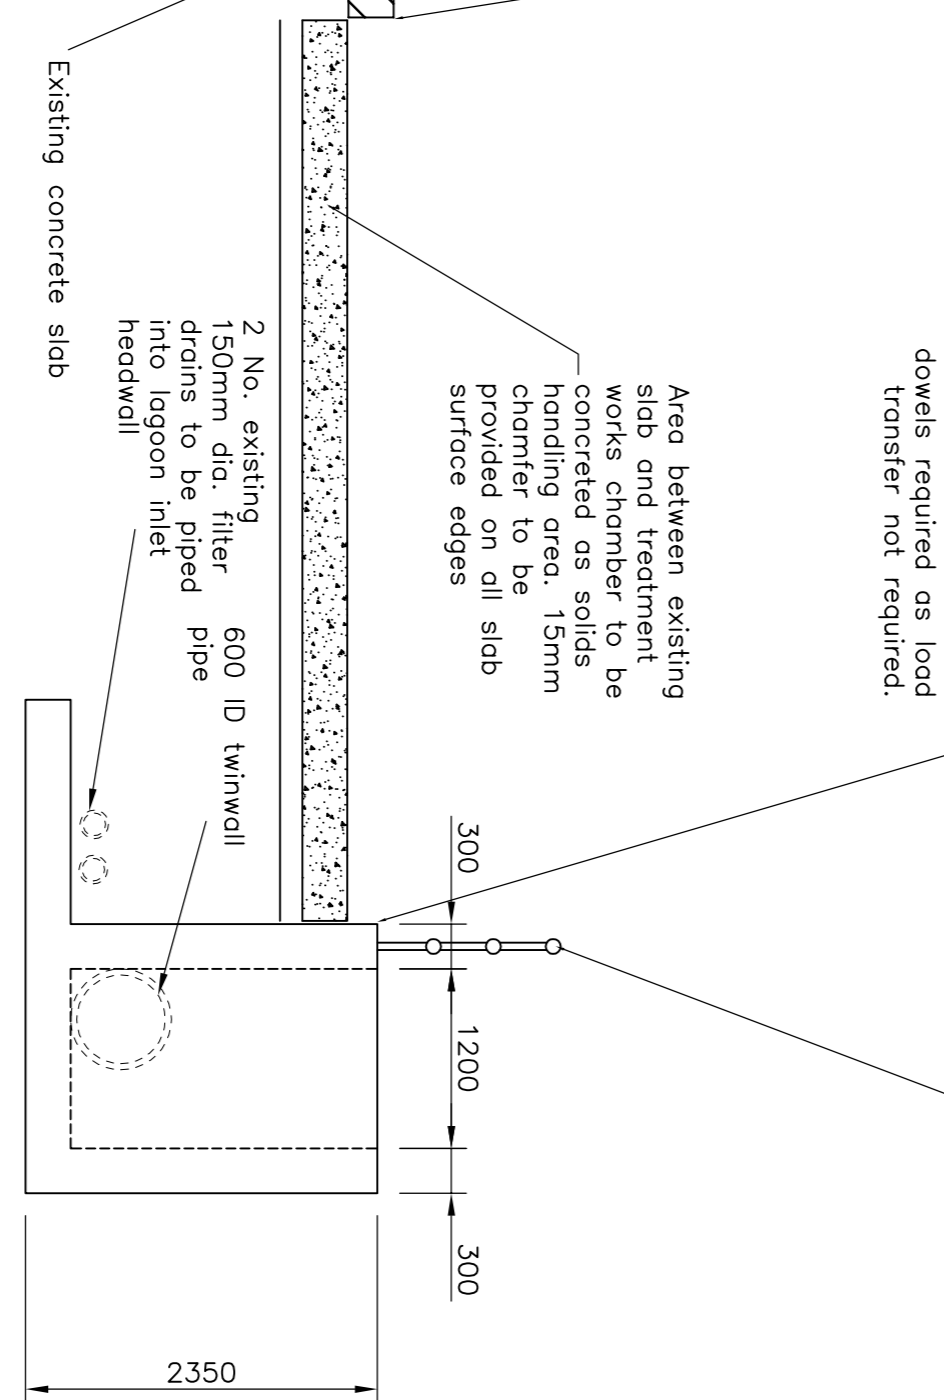 dowels required as load
transfer not required.
Area between existing
slab and treatment
works chamber to be
concreted as solids
handling area. 15mm
chamfer to be
provided on all slab
surface edges
300
1200
300
2 No. existing
150mm dia. filter
drains to be piped
into lagoon inlet
headwall
600 ID twinwall
pipe
Existing concrete slab
2350